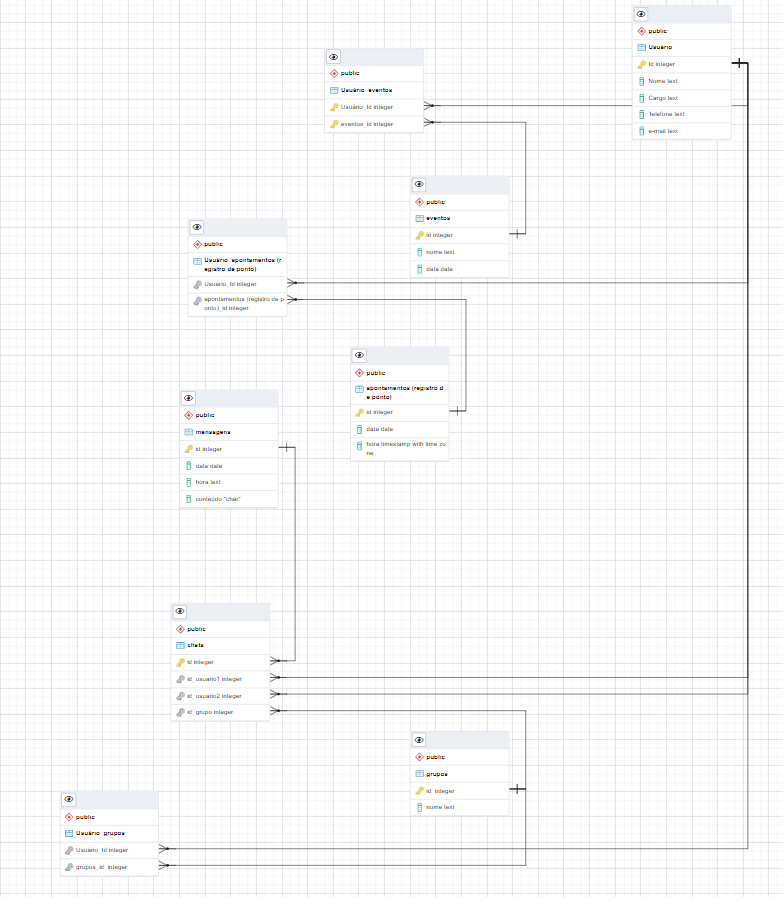 public
Usuário
id integer
Nome text
Cargo text
Telefone text
e-mail text
public
Usuário_eventos
Usuário_Id integer
eventos_id integer
public
eventos
id integer
nome text
data date
public
Usuário_apontamentos (r
egistro de ponto)
Usuário_Id integer
apontamentos (registro de p
onto)_id integer
public
apontamentos (registro d
e ponto)
id integer
data date
hora timestamp with time zo
ne
public
mensagens
id integer
data date
hora text
conteúdo "char"
public
chats
id integer
id_usuario1 integer
id_usuario2 integer
id_grupo integer
public
grupos
id integer
nome text
public
Usuário_grupos
Usuário_Id integer
grupos_id integer